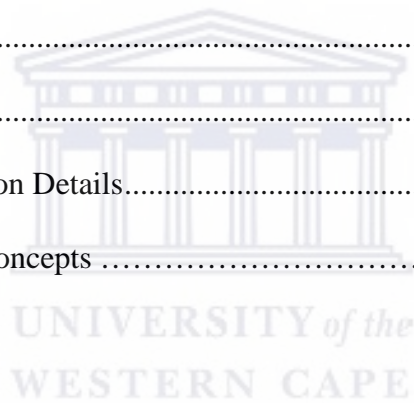 ................................................
................................................
on Details....................................
oncepts ……………………………
UNIVERSITY of the
WESTERN CAPE